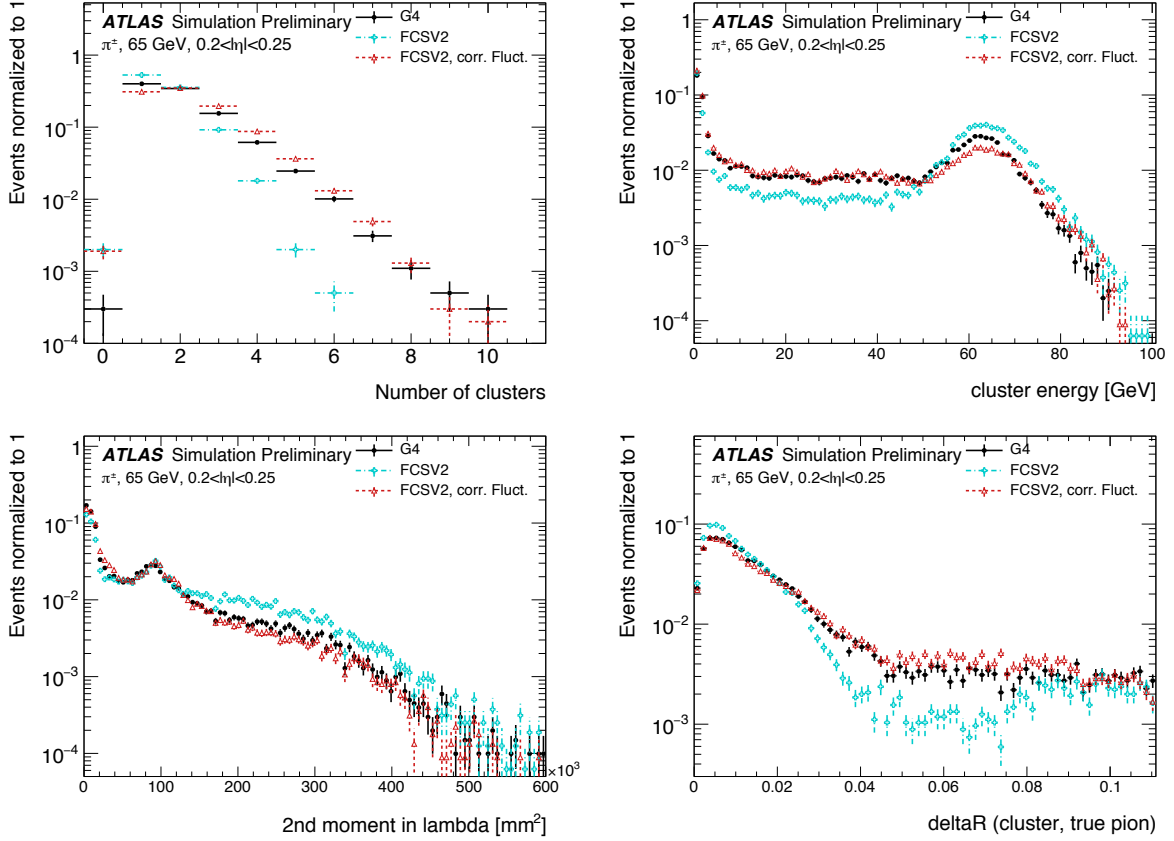 ATLAS Simulation Preliminary
π±, 65 GeV, 0.2<|η|<0.25
G4
FCSV2
FCSV2, corr. Fluct.
Events normalized to 1
1
10⁻¹
10⁻²
10⁻³
10⁻⁴
0 2 4 6 8 10
Number of clusters
ATLAS Simulation Preliminary
π±, 65 GeV, 0.2<|η|<0.25
G4
FCSV2
FCSV2, corr. Fluct.
Events normalized to 1
1
10⁻¹
10⁻²
10⁻³
10⁻⁴
0 20 40 60 80 100
cluster energy [GeV]
ATLAS Simulation Preliminary
π±, 65 GeV, 0.2<|η|<0.25
G4
FCSV2
FCSV2, corr. Fluct.
Events normalized to 1
1
10⁻¹
10⁻²
10⁻³
10⁻⁴
0 100 200 300 400 500 600
×10³
2nd moment in lambda [mm²]
ATLAS Simulation Preliminary
π±, 65 GeV, 0.2<|η|<0.25
G4
FCSV2
FCSV2, corr. Fluct.
Events normalized to 1
1
10⁻¹
10⁻²
10⁻³
0 0.02 0.04 0.06 0.08 0.1
deltaR (cluster, true pion)